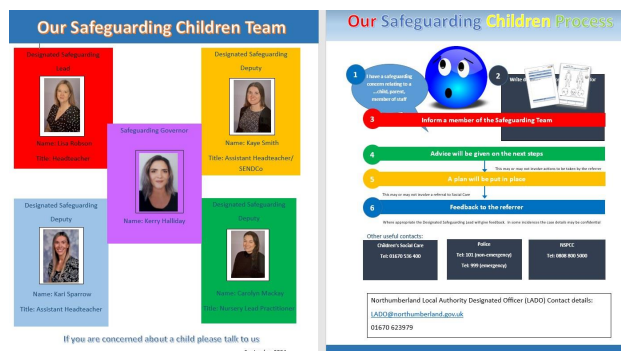 Our Safeguarding Children Team
Designated Safeguarding
Lead
Name: Lisa Robson
Title: Headteacher
Designated Safeguarding
Deputy
Name: Kaye Smith
Title: Assistant Headteacher/
SENDCo
Safeguarding Governor
Name: Kerry Halliday
Designated Safeguarding
Deputy
Name: Kari Sparrow
Title: Assistant Headteacher
Designated Safeguarding
Deputy
Name: Carolyn Mackay
Title: Nursery Lead Practitioner
If you are concerned about a child please talk to us
Our Safeguarding Children Process
1
I have a safeguarding
concern relating to a
...child, parent,
member of staff
2
Write
3
Inform a member of the Safeguarding Team
4
Advice will be given on the next steps
This may or may not involve actions to be taken by the referrer
5
A plan will be put in place
This may or may not involve a referral to Social Care
6
Feedback to the referrer
Where appropriate the Designated Safeguarding Lead will give feedback. In some incidences the case details may be confidential
Other useful contacts:
Children's Social Care
Tel: 01670 536 400
Police
Tel: 101 (non-emergency)
Tel: 999 (emergency)
NSPCC
Tel: 0808 800 5000
Northumberland Local Authority Designated Officer (LADO) Contact details:
LADO@northumberland.gov.uk
01670 623979